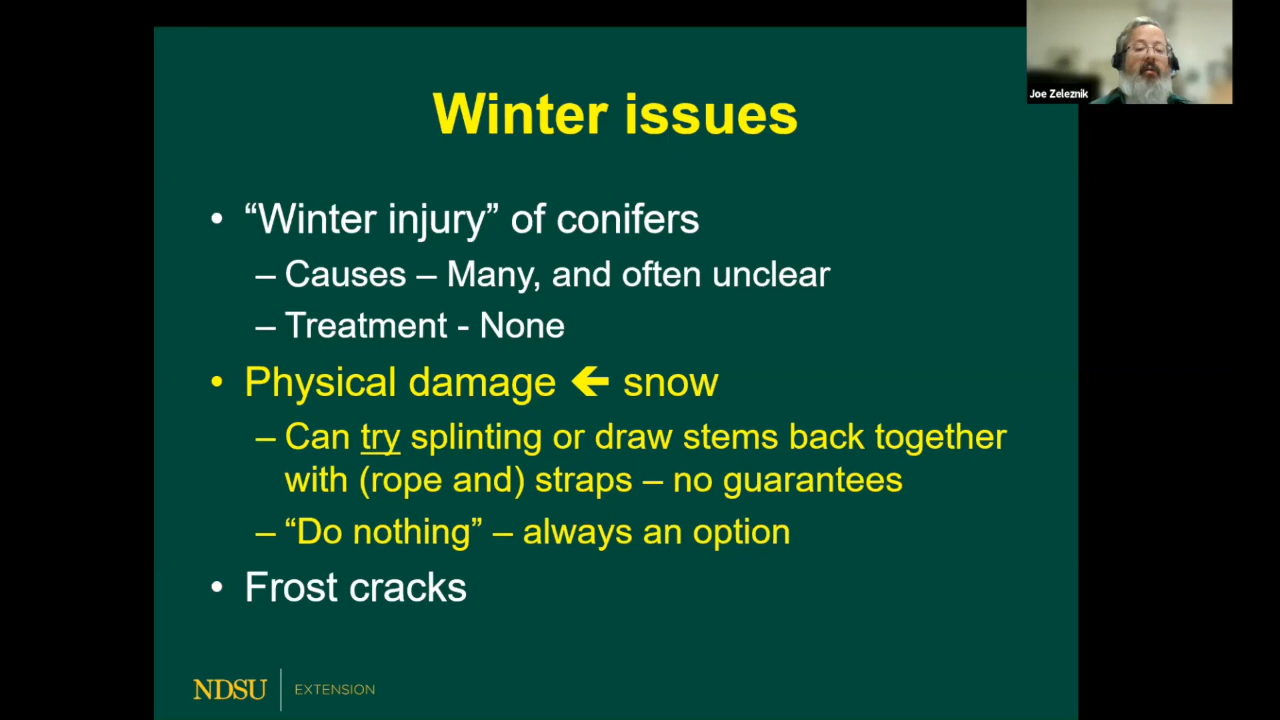 Winter issues
Joe Zeleznik
• “Winter injury” of conifers
– Causes – Many, and often unclear
– Treatment - None
• Physical damage 🡸 snow
– Can try splinting or draw stems back together
with (rope and) straps – no guarantees
– “Do nothing” – always an option
• Frost cracks
NDSU EXTENSION